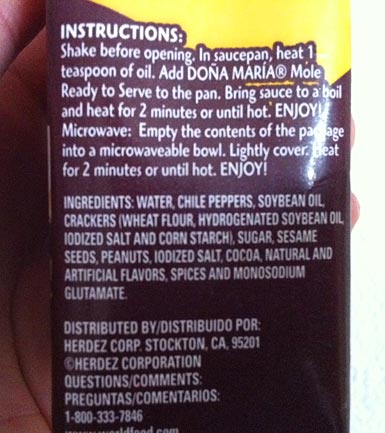 INSTRUCTIONS:
Shake before opening. In saucepan, heat 1
teaspoon of oil. Add DOÑA MARÍA® Mole
Ready to Serve to the pan. Bring sauce to a boil
and heat for 2 minutes or until hot. ENJOY!
Microwave: Empty the contents of the package
into a microwaveable bowl. Lightly cover. Heat
for 2 minutes or until hot. ENJOY!
INGREDIENTS: WATER, CHILE PEPPERS, SOYBEAN OIL,
CRACKERS (WHEAT FLOUR, HYDROGENATED SOYBEAN OIL,
IODIZED SALT AND CORN STARCH), SUGAR, SESAME
SEEDS, PEANUTS, IODIZED SALT, COCOA, NATURAL AND
ARTIFICIAL FLAVORS, SPICES AND MONOSODIUM
GLUTAMATE.
DISTRIBUTED BY/DISTRIBUIDO POR:
HERDEZ CORP. STOCKTON, CA, 95201
©HERDEZ CORPORATION
QUESTIONS/COMMENTS:
PREGUNTAS/COMENTARIOS:
1-800-333-7846